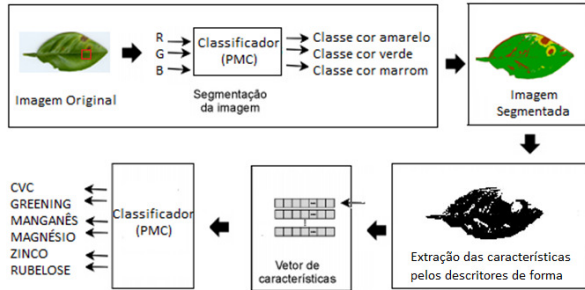 Imagem Original
R
G
B
Classificador
(PMC)
Segmentação
da imagem
Classe cor amarelo
Classe cor verde
Classe cor marrom
Imagem
Segmentada
Extração das características
pelos descritores de forma
Vetor de
características
Classificador
(PMC)
CVC
GREENING
MANGANÊS
MAGNÉSIO
ZINCO
RUBELOSE